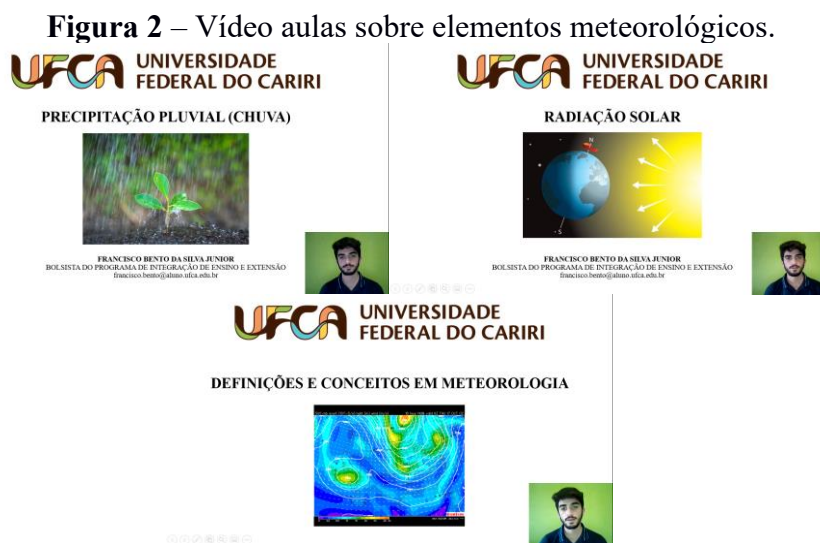 Figura 2 – Vídeo aulas sobre elementos meteorológicos.
UFCA UNIVERSIDADE
FEDERAL DO CARIRI
PRECIPITAÇÃO PLUVIAL (CHUVA)
FRANCISCO BENTO DA SILVA JUNIOR
BOLSISTA DO PROGRAMA DE INTEGRAÇÃO DE ENSINO E EXTENSÃO
francisco.bento@aluno.ufca.edu.br
UFCA UNIVERSIDADE
FEDERAL DO CARIRI
RADIAÇÃO SOLAR
N
S
FRANCISCO BENTO DA SILVA JUNIOR
BOLSISTA DO PROGRAMA DE INTEGRAÇÃO DE ENSINO E EXTENSÃO
francisco.bento@aluno.ufca.edu.br
UFCA UNIVERSIDADE
FEDERAL DO CARIRI
DEFINIÇÕES E CONCEITOS EM METEOROLOGIA